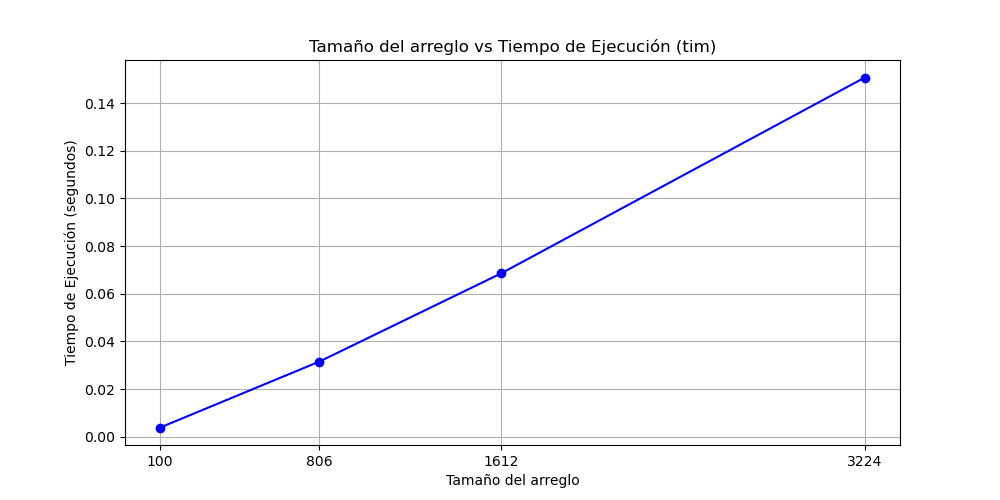 Tamaño del arreglo vs Tiempo de Ejecución (tim)
Tiempo de Ejecución (segundos)
0.14
0.12
0.10
0.08
0.06
0.04
0.02
0.00
100 806 1612 3224
Tamaño del arreglo